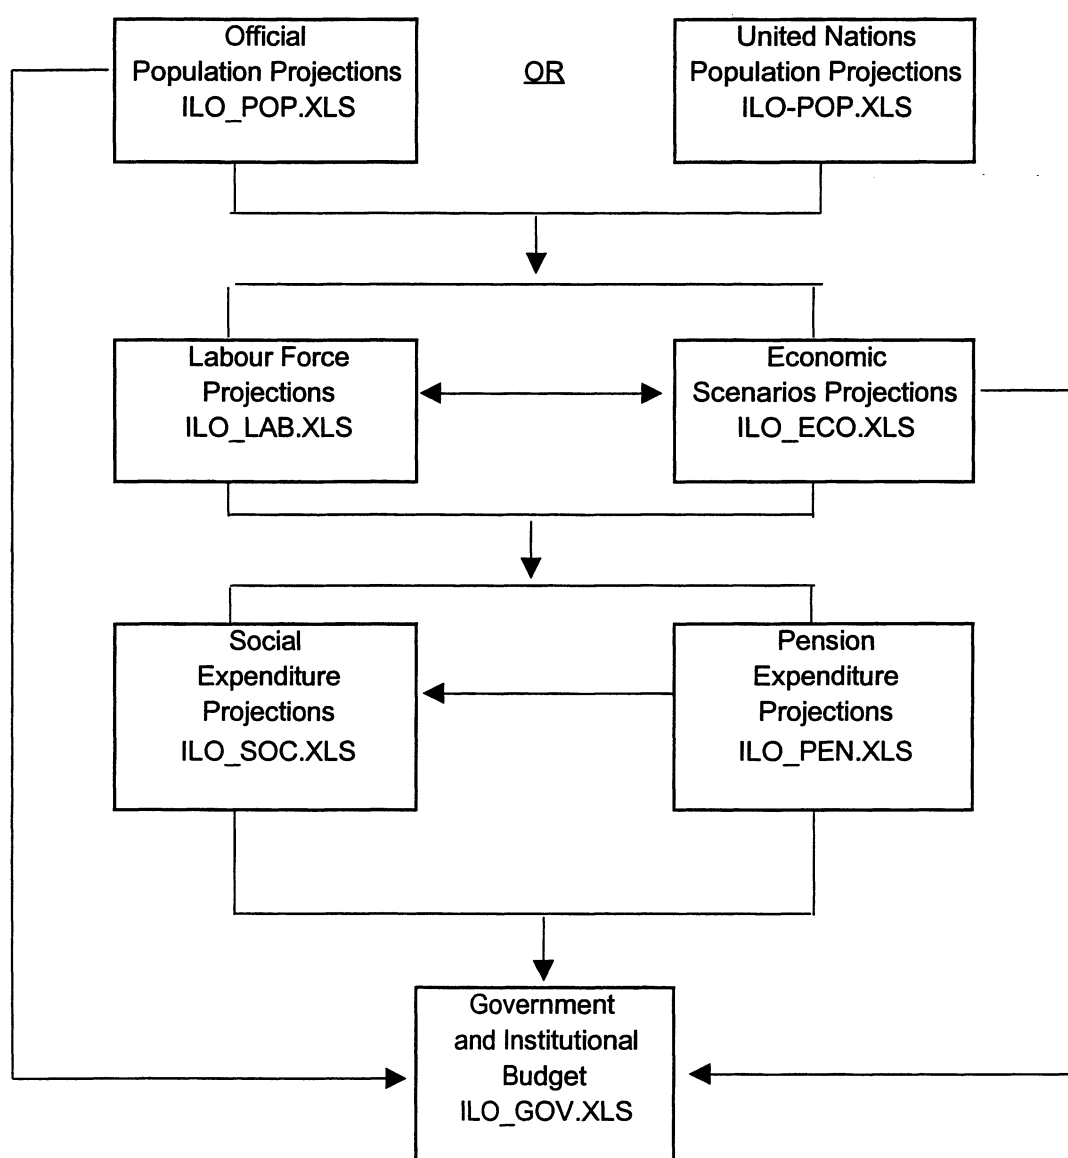 Official
Population Projections
ILO_POP.XLS
OR
United Nations
Population Projections
ILO-POP.XLS
Labour Force
Projections
ILO_LAB.XLS
Economic
Scenarios Projections
ILO_ECO.XLS
Social
Expenditure
Projections
ILO_SOC.XLS
Pension
Expenditure
Projections
ILO_PEN.XLS
Government
and Institutional
Budget
ILO_GOV.XLS